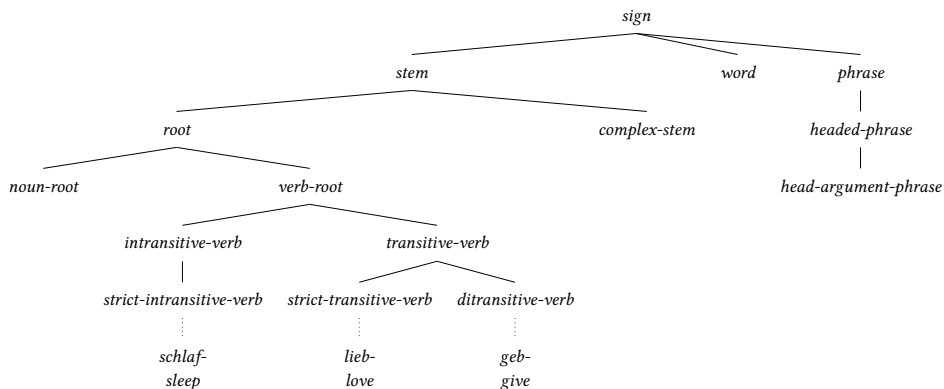 sign
stem word phrase
root complex-stem headed-phrase
noun-root verb-root head-argument-phrase
intransitive-verb transitive-verb
strict-intransitive-verb strict-transitive-verb ditransitive-verb
schlaf- lieb- geb-
sleep love give